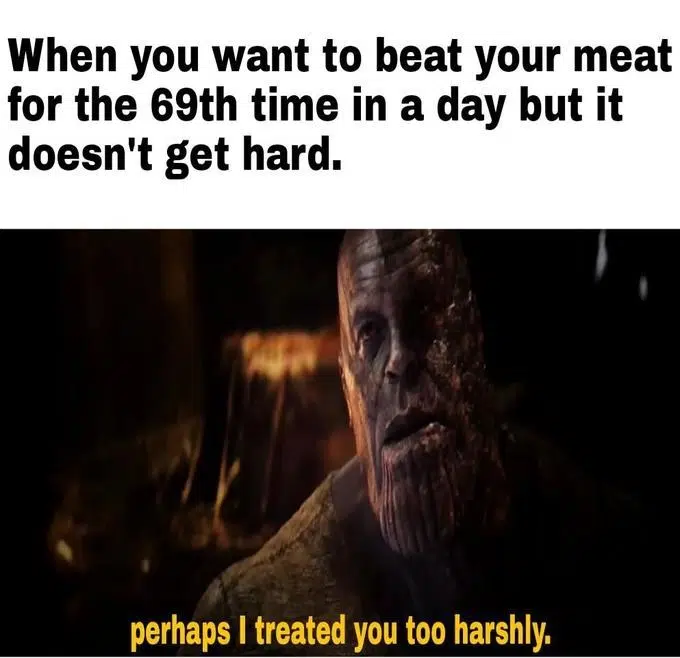 When you want to beat your meat
for the 69th time in a day but it
doesn't get hard.
perhaps I treated you too harshly.